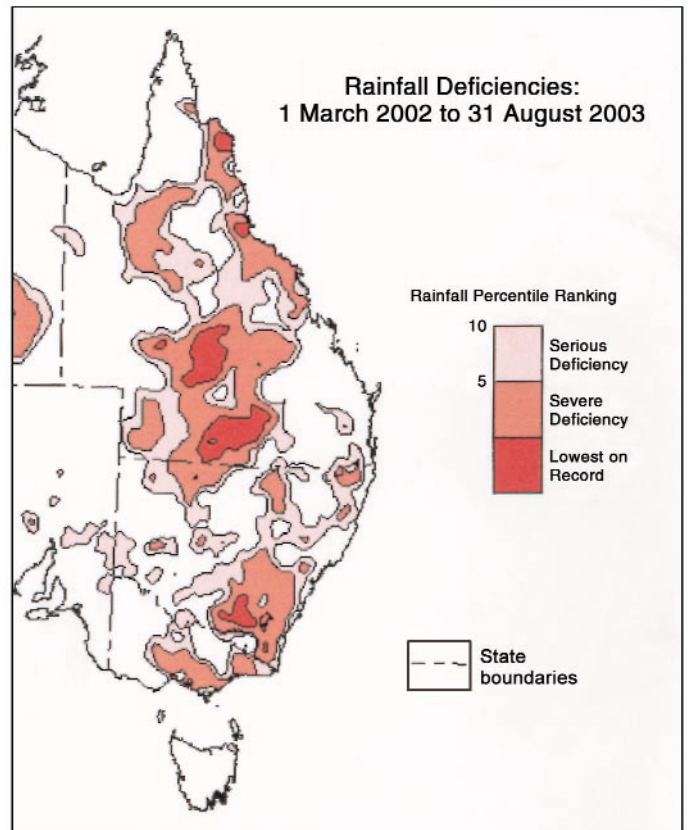 Rainfall Deficiencies:
1 March 2002 to 31 August 2003
Rainfall Percentile Ranking
10
Serious
Deficiency
5
Severe
Deficiency
Lowest on
Record
State
boundaries